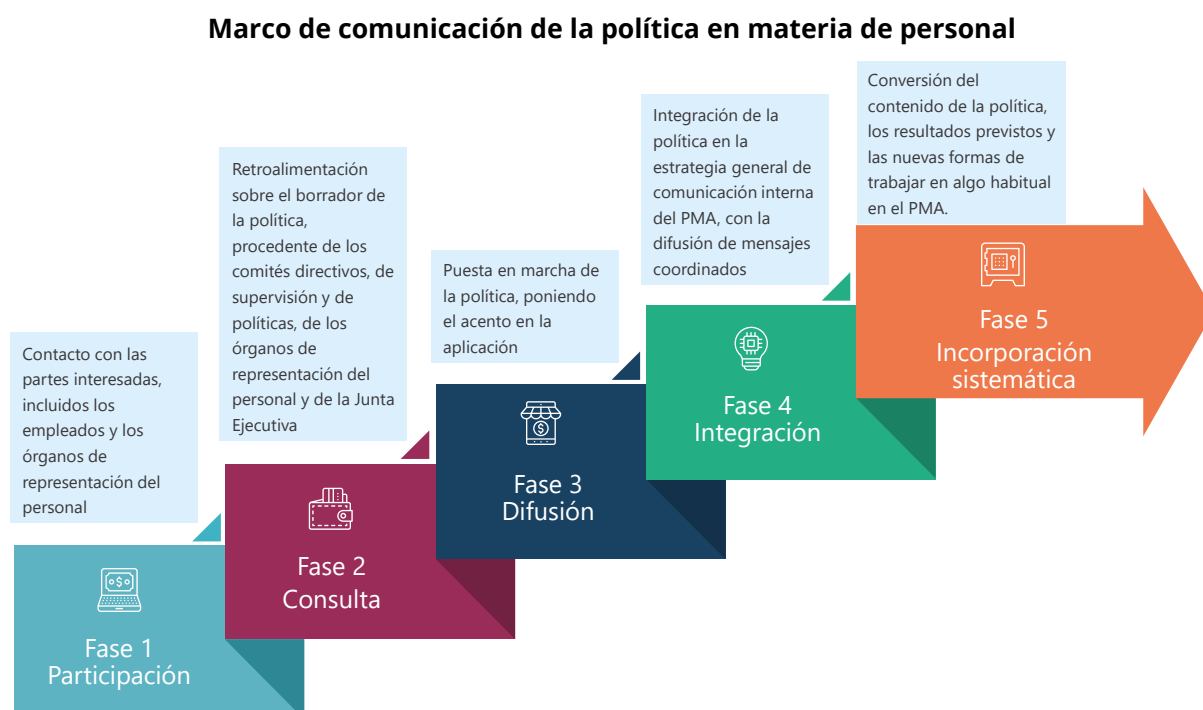 Marco de comunicación de la política en materia de personal
Contacto con las
partes interesadas,
incluidos los
empleados y los
órganos de
representación del
personal
Fase 1
Participación
Retroalimentación
sobre el borrador de
la política,
procedente de los
comités directivos, de
supervisión y de
políticas, de los
órganos de
representación del
personal y de la Junta
Ejecutiva
Fase 2
Consulta
Puesta en marcha de
la política, poniendo
el acento en la
aplicación
Fase 3
Difusión
Integración de la
política en la
estrategia general de
comunicación interna
del PMA, con la
difusión de mensajes
coordinados
Fase 4
Integración
Conversión del
contenido de la política,
los resultados previstos y
las nuevas formas de
trabajar en algo habitual
en el PMA.
Fase 5
Incorporación
sistemática